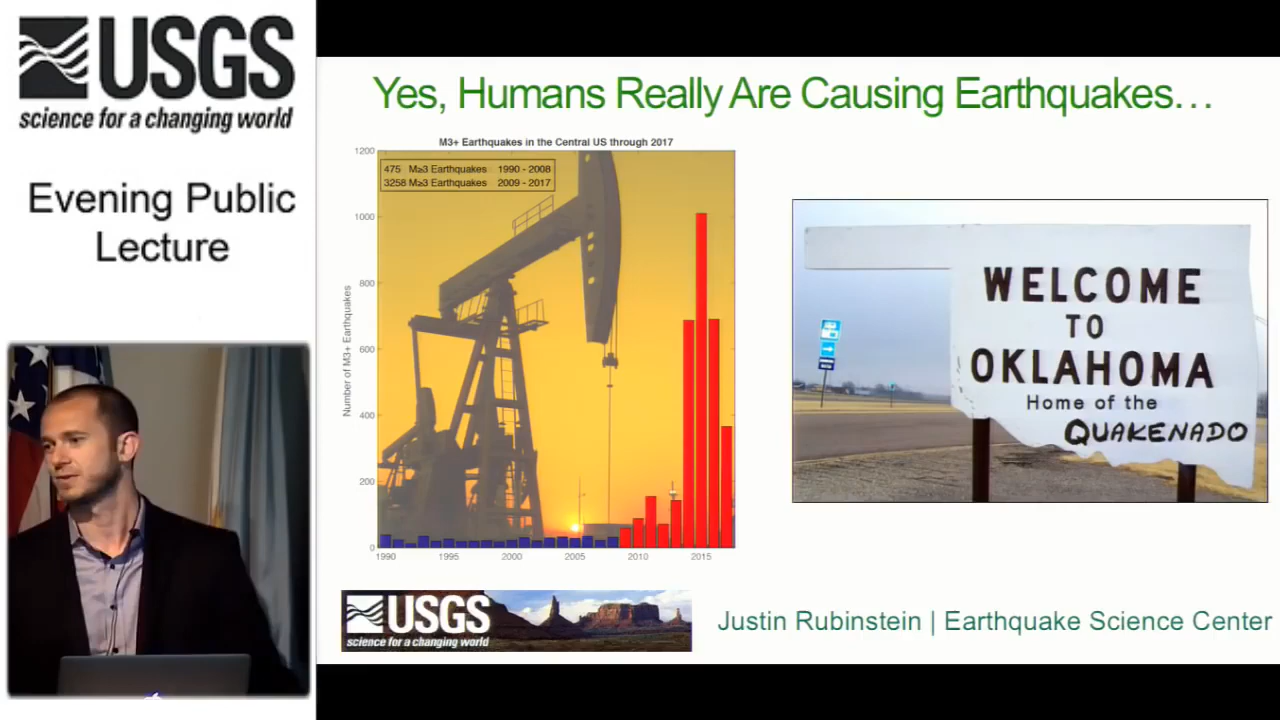 USGS
science for a changing world
Evening Public
Lecture
Yes, Humans Really Are Causing Earthquakes…
M3+ Earthquakes in the Central US through 2017
475 M≥3 Earthquakes 1990 - 2008
3258 M≥3 Earthquakes 2009 - 2017
Number of M3+ Earthquakes
1200
1000
800
600
400
200
0
1990 1995 2000 2005 2010 2015
WELCOME
TO
OKLAHOMA
Home of the
QUAKENADO
USGS
science for a changing world
Justin Rubinstein | Earthquake Science Center